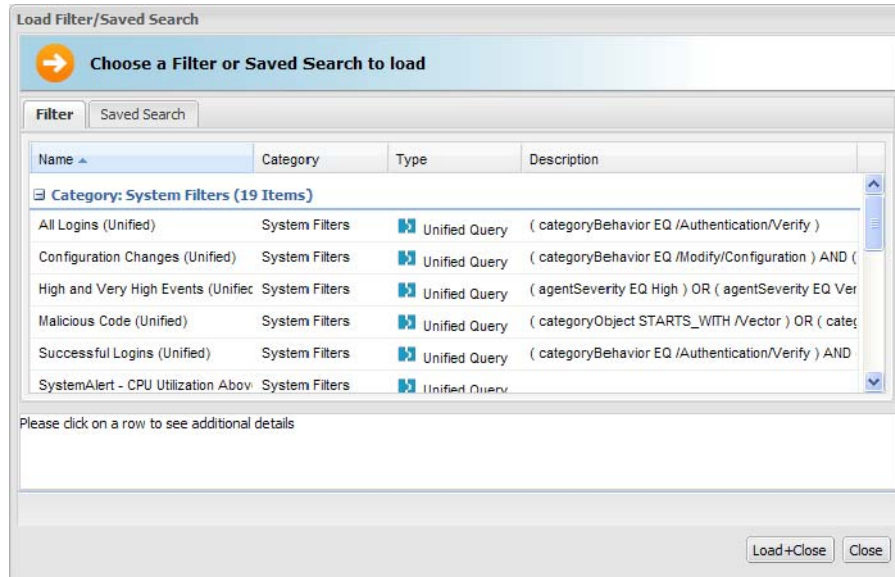 Load Filter/Saved Search
Choose a Filter or Saved Search to load
Filter Saved Search
Name Category Type Description
Category: System Filters (19 Items)
All Logins (Unified) System Filters Unified Query ( categoryBehavior EQ /Authentication/Verify )
Configuration Changes (Unified) System Filters Unified Query ( categoryBehavior EQ /Modify/Configuration ) AND (
High and Very High Events (Unified System Filters Unified Query ( agentSeverity EQ High ) OR ( agentSeverity EQ Ver
Malicious Code (Unified) System Filters Unified Query ( categoryObject STARTS_WITH /Vector ) OR ( categ
Successful Logins (Unified) System Filters Unified Query ( categoryBehavior EQ /Authentication/Verify ) AND
SystemAlert - CPU Utilization Abov System Filters Unified Query
Please click on a row to see additional details
Load+Close Close